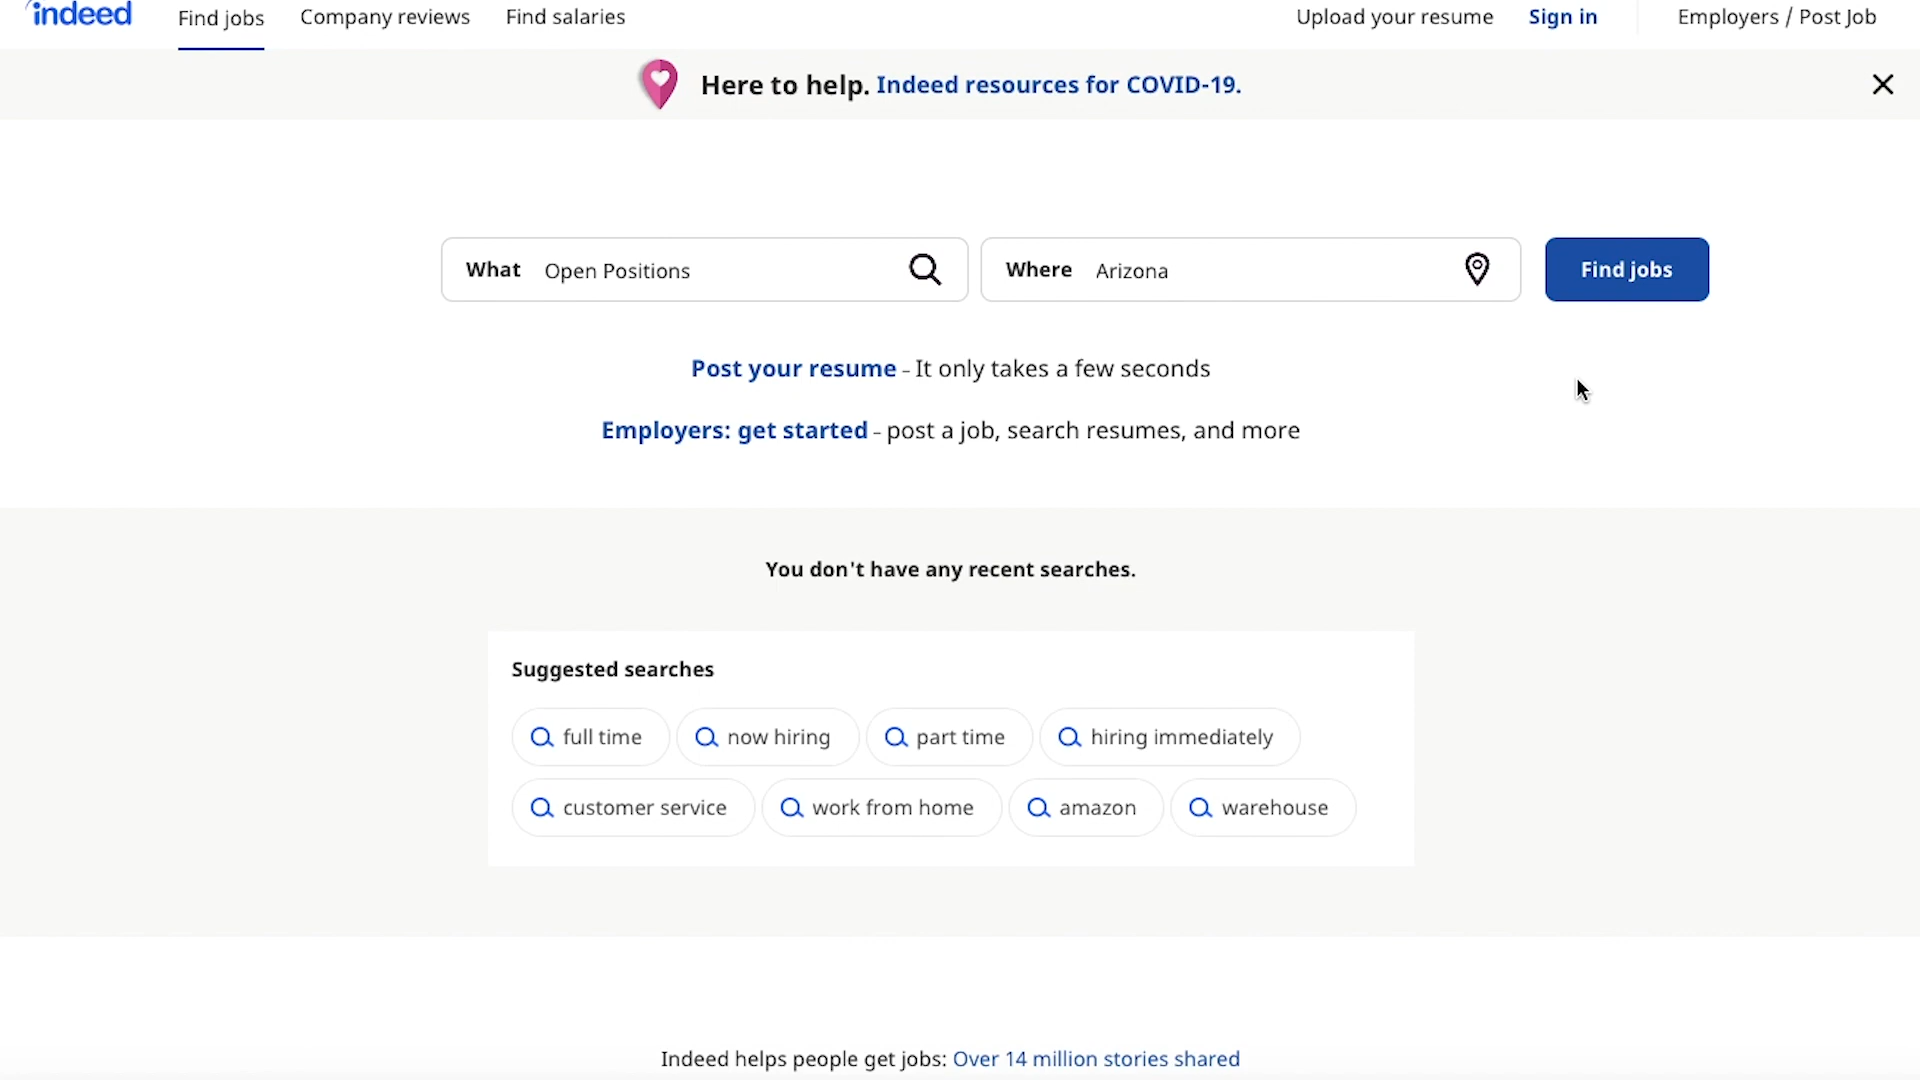 indeed Find jobs Company reviews Find salaries Upload your resume Sign in Employers / Post Job
Here to help. Indeed resources for COVID-19.
What Open Positions Where Arizona Find jobs
Post your resume - It only takes a few seconds
Employers: get started - post a job, search resumes, and more
You don't have any recent searches.
Suggested searches
full time now hiring part time hiring immediately
customer service work from home amazon warehouse
Indeed helps people get jobs: Over 14 million stories shared